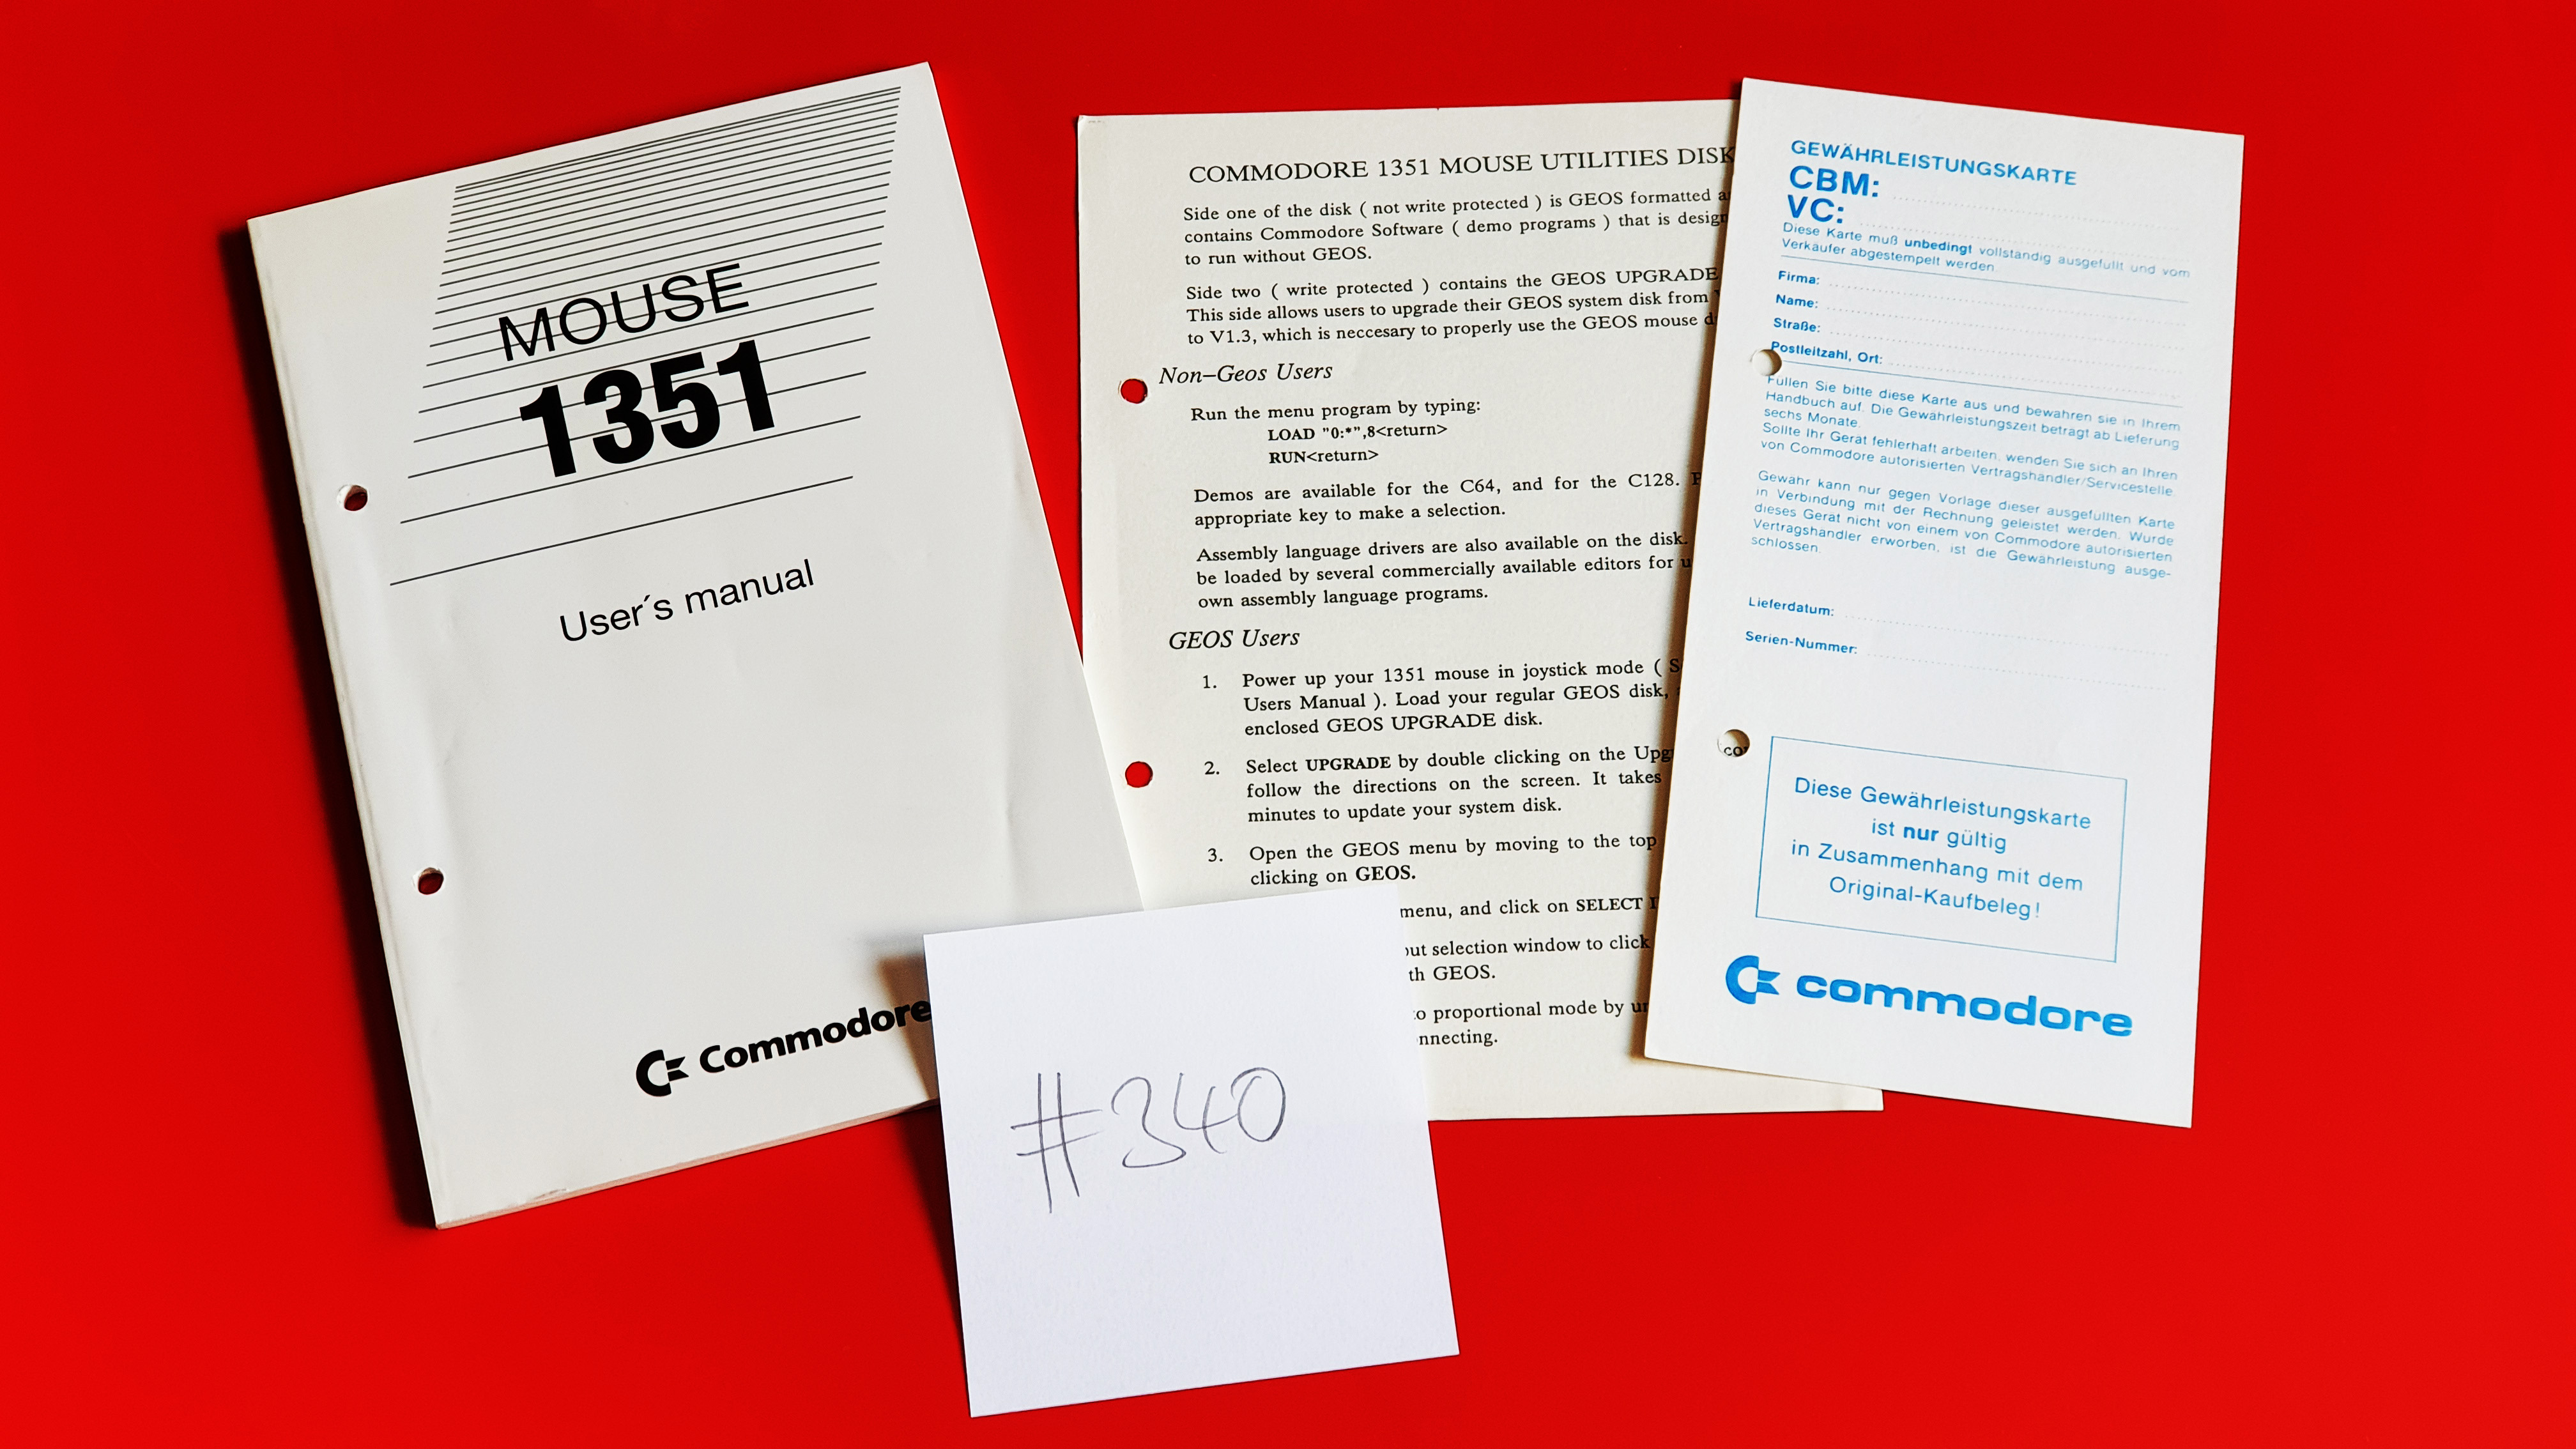 MOUSE
1351
User´s manual
Commodore
COMMODORE 1351 MOUSE UTILITIES DISK
Side one of the disk ( not write protected ) is GEOS formatted
contains Commodore Software ( demo programs ) that is
to run without GEOS.
Side two ( write protected ) contains the GEOS UPGRADE
This side allows users to upgrade their GEOS system disk from
to V1.3, which is neccesary to properly use the GEOS mouse
Non–Geos Users
Run the menu program by typing:
LOAD "0:*",8<return>
RUN<return>
Demos are available for the C64, and for the C128.
appropriate key to make a selection.
Assembly language drivers are also available on the disk.
be loaded by several commercially available editors for
own assembly language programs.
GEOS Users
1. Power up your 1351 mouse in joystick mode (
Users Manual ). Load your regular GEOS disk,
enclosed GEOS UPGRADE disk.
2. Select UPGRADE by double clicking on the
follow the directions on the screen. It takes
minutes to update your system disk.
3. Open the GEOS menu by moving to the top
clicking on GEOS.
menu, and click on SELECT
selection window to click
GEOS.
proportional mode by
GEWÄHRLEISTUNGSKARTE
CBM:
VC:
Diese Karte muß unbedingt vollständig ausgefüllt und vom
Verkäufer abgestempelt werden.
Firma:
Name:
Straße:
Postleitzahl, Ort:
Füllen Sie bitte diese Karte aus und bewahren sie in Ihrem
Handbuch auf. Die Gewährleistungszeit beträgt ab Lieferung
sechs Monate.
Sollte Ihr Gerät fehlerhaft arbeiten, wenden Sie sich an Ihren
von Commodore autorisierten Vertragshändler/Servicestelle.
Gewähr kann nur gegen Vorlage dieser ausgefüllten Karte
in Verbindung mit der Rechnung geleistet werden. Wurde
dieses Gerät nicht von einem von Commodore autorisierten
Vertragshändler erworben, ist die Gewährleistung ausge-
schlossen.
Lieferdatum:
Serien-Nummer:
Diese Gewährleistungskarte
ist nur gültig
in Zusammenhang mit dem
Original-Kaufbeleg!
commodore
#340